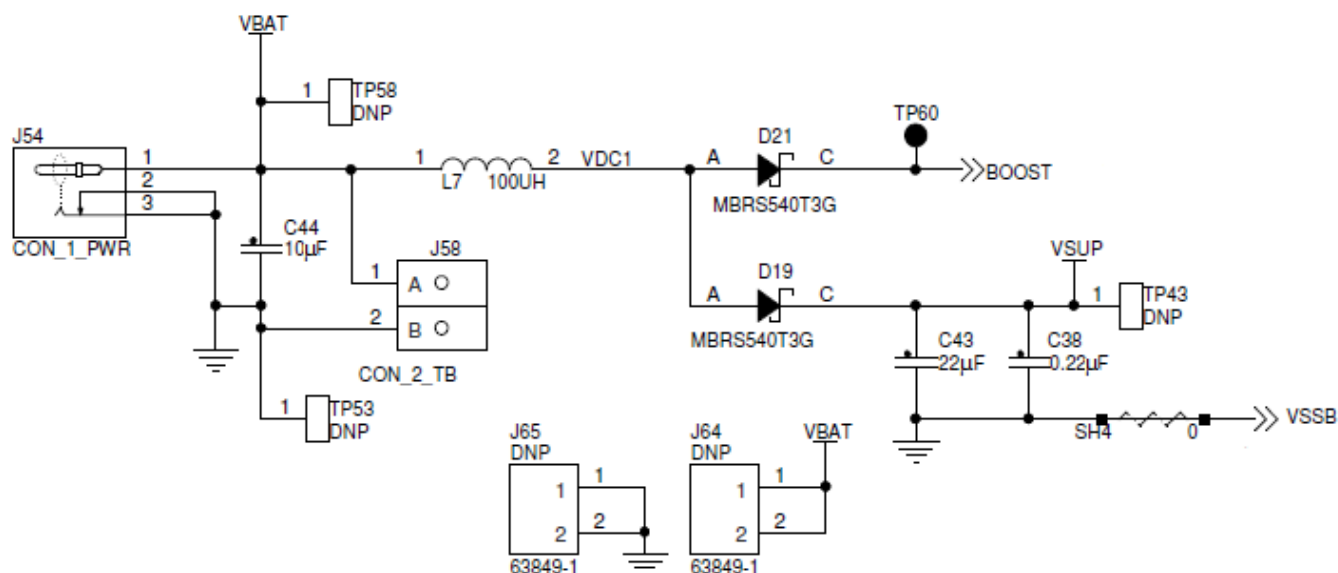 VBAT
1
TP58
DNP
J54
1
2
3
CON_1_PWR
C44
10µF
1
2
L7
100UH
VDC1
A
D21
C
MBRS540T3G
TP60
BOOST
J58
1
A
2
B
CON_2_TB
1
TP53
DNP
A
D19
C
MBRS540T3G
VSUP
1
TP43
DNP
C43
22µF
C38
0.22µF
SH4
0
VSSB
J65
DNP
1
1
2
2
63849-1
J64
DNP
VBAT
1
1
2
2
63849-1